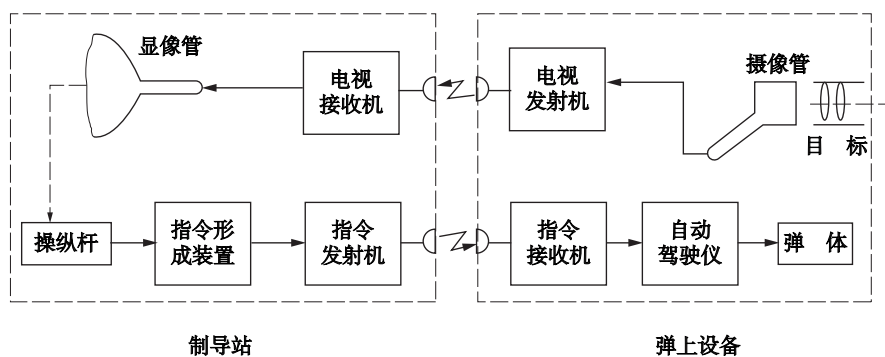 显像管
电视
接收机
电视
发射机
摄像管
目 标
操纵杆
指令形
成装置
指令
发射机
指令
接收机
自动
驾驶仪
弹 体
制导站
弹上设备